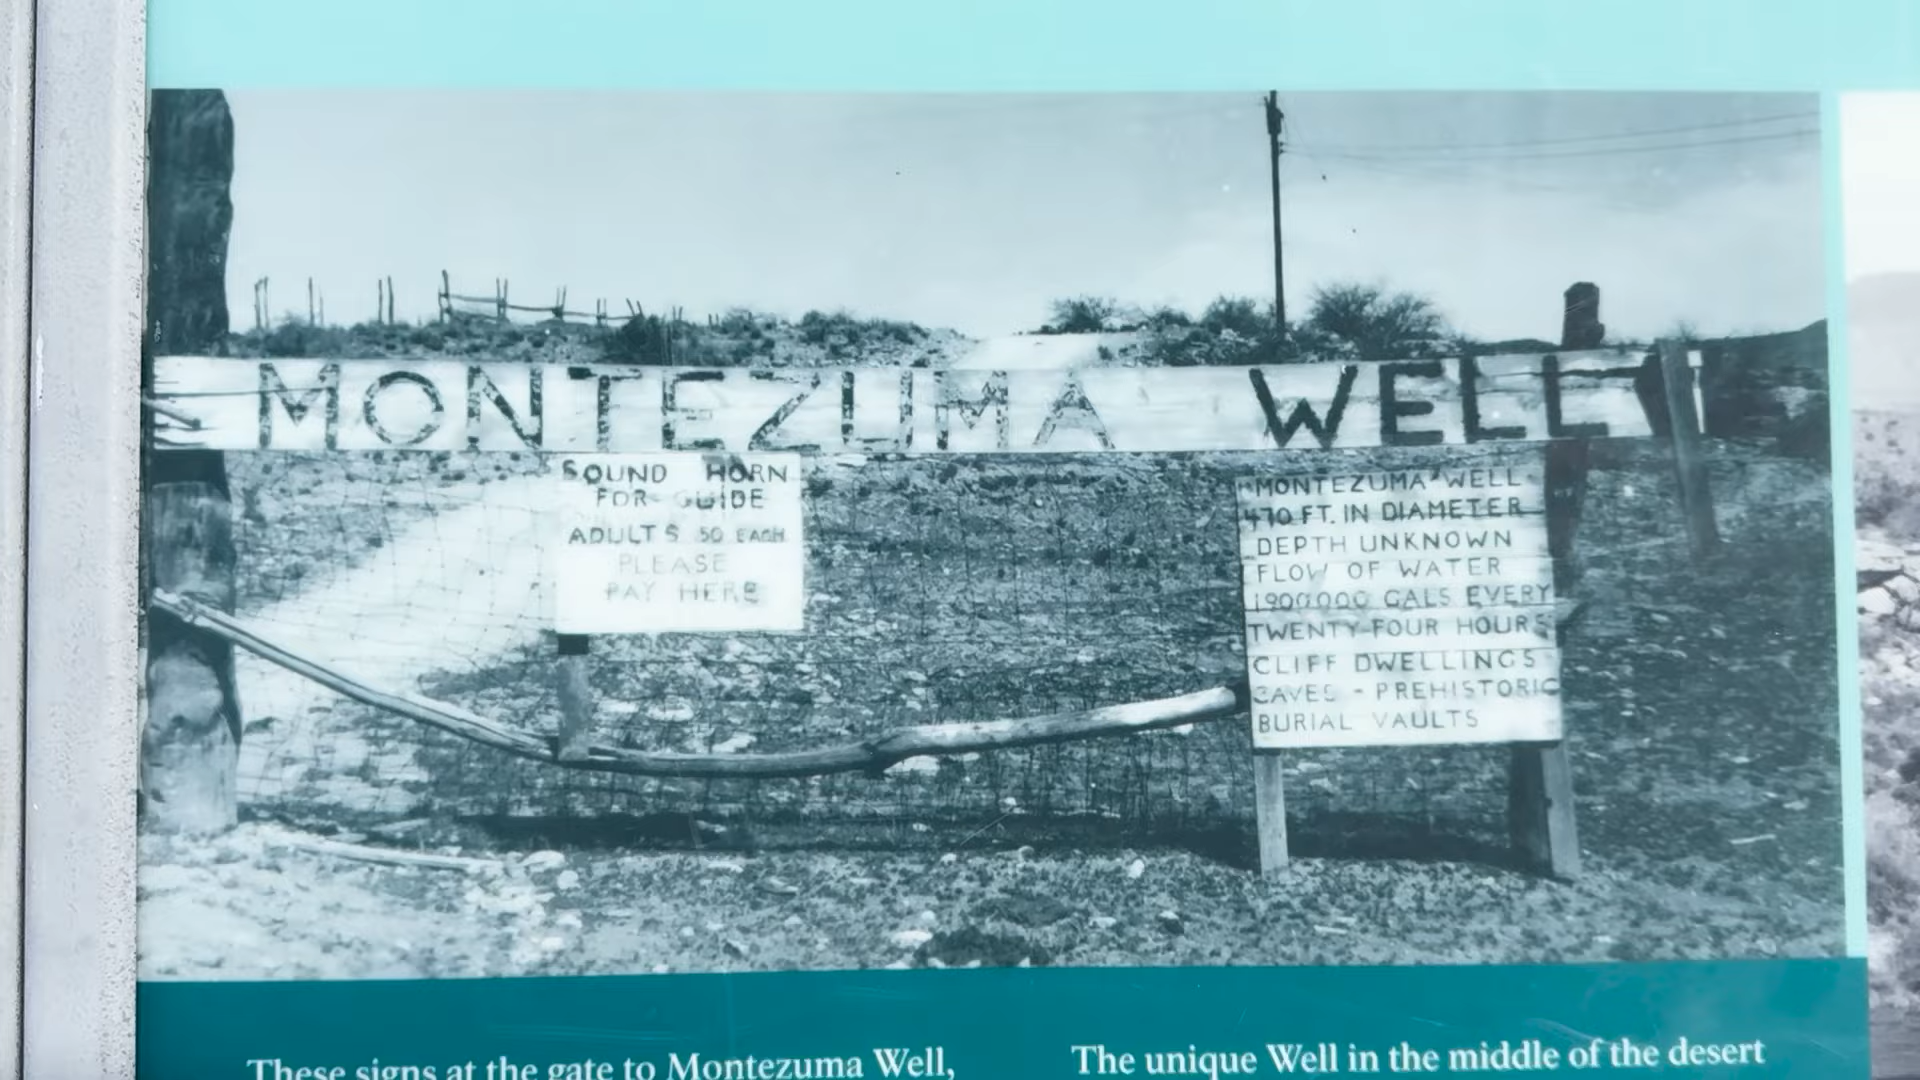 MONTEZUMA WELL
SOUND HORN
FOR GUIDE
ADULTS 50 EACH
PLEASE
PAY HERE
MONTEZUMA WELL
470 FT. IN DIAMETER
DEPTH UNKNOWN
FLOW OF WATER
1900000 GALS EVERY
TWENTY-FOUR HOURS
CLIFF DWELLINGS
CAVES - PREHISTORIC
BURIAL VAULTS
These signs at the gate to Montezuma Well,
The unique Well in the middle of the desert